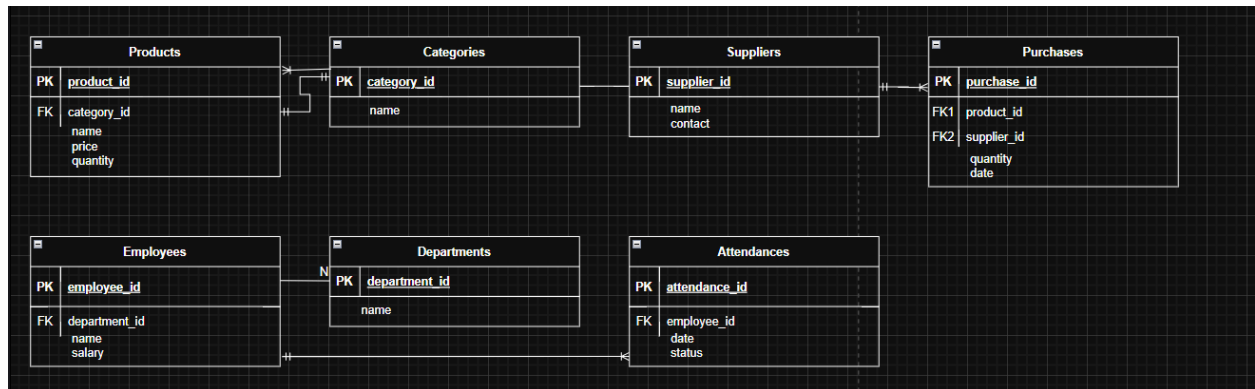 Products
PK product_id
FK category_id
name
price
quantity
Categories
PK category_id
name
Suppliers
PK supplier_id
name
contact
Purchases
PK purchase_id
FK1 product_id
FK2 supplier_id
quantity
date
Employees
PK employee_id
FK department_id
name
salary
N
Departments
PK department_id
name
Attendances
PK attendance_id
FK employee_id
date
status